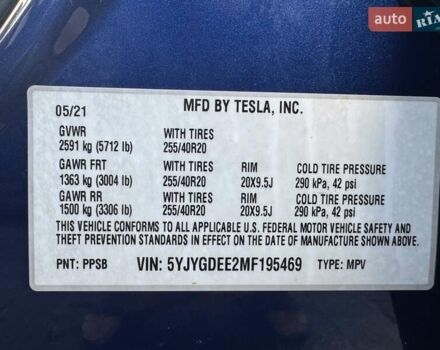 auto RIA
05/21 MFD BY TESLA, INC.
GVWR WITH TIRES
2591 kg (5712 lb) 255/40R20
GAWR FRT WITH TIRES RIM COLD TIRE PRESSURE
1363 kg (3004 lb) 255/40R20 20X9.5J 290 kPa, 42 psi
GAWR RR WITH TIRES RIM COLD TIRE PRESSURE
1500 kg (3306 lb) 255/40R20 20X9.5J 290 kPa, 42 psi
THIS VEHICLE CONFORMS TO ALL APPLICABLE U.S. FEDERAL MOTOR VEHICLE SAFETY AND
THEFT PREVENTION STANDARDS IN EFFECT ON THE DATE OF MANUFACTURE SHOWN ABOVE.
PNT: PPSB VIN: 5YJYGDEE2MF195469 TYPE: MPV